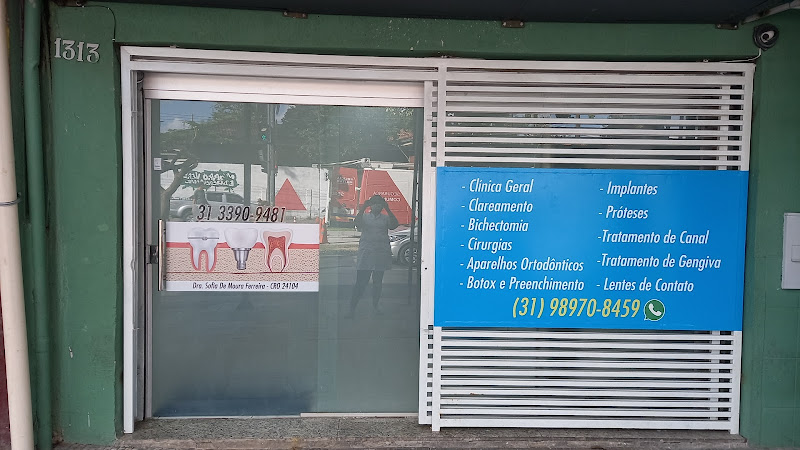 1313
31 3390-9481
Dra. Sofia De Moura Ferreira - CRO 24104
- Clinica Geral
- Clareamento
- Bichectomia
- Cirurgias
- Aparelhos Ortodônticos
- Botox e Preenchimento
- Implantes
- Próteses
-Tratamento de Canal
-Tratamento de Gengiva
- Lentes de Contato
(31) 98970-8459